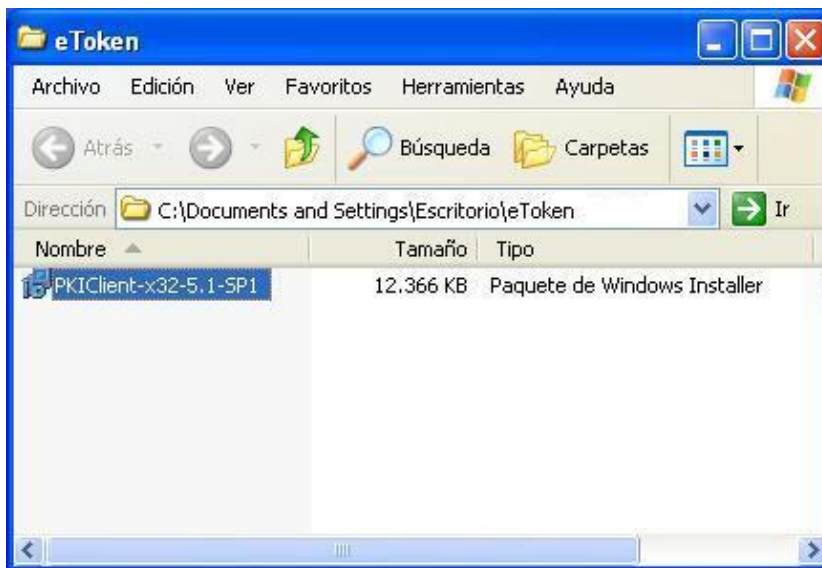 eToken
Archivo Edición Ver Favoritos Herramientas Ayuda
Atrás Búsqueda Carpetas
Dirección C:\Documents and Settings\Escritorio\eToken Ir
Nombre Tamaño Tipo
PKIClient-x32-5.1-SP1 12.366 KB Paquete de Windows Installer